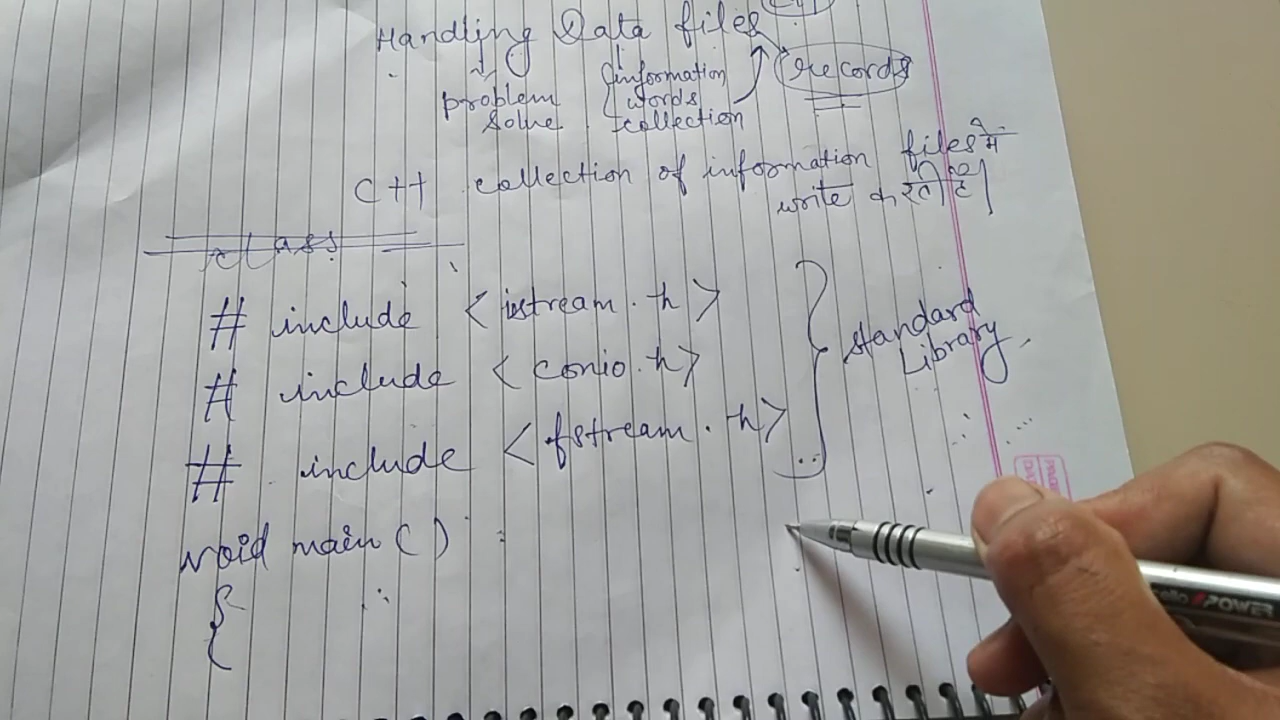 Handling Data files
problem solve
information words collection
records
C++ collection of information files में
write करती है।
class
# include <iostream.h>
# include <conio.h>
# include <fstream.h>
standard Library
void main ( )
{
POWER